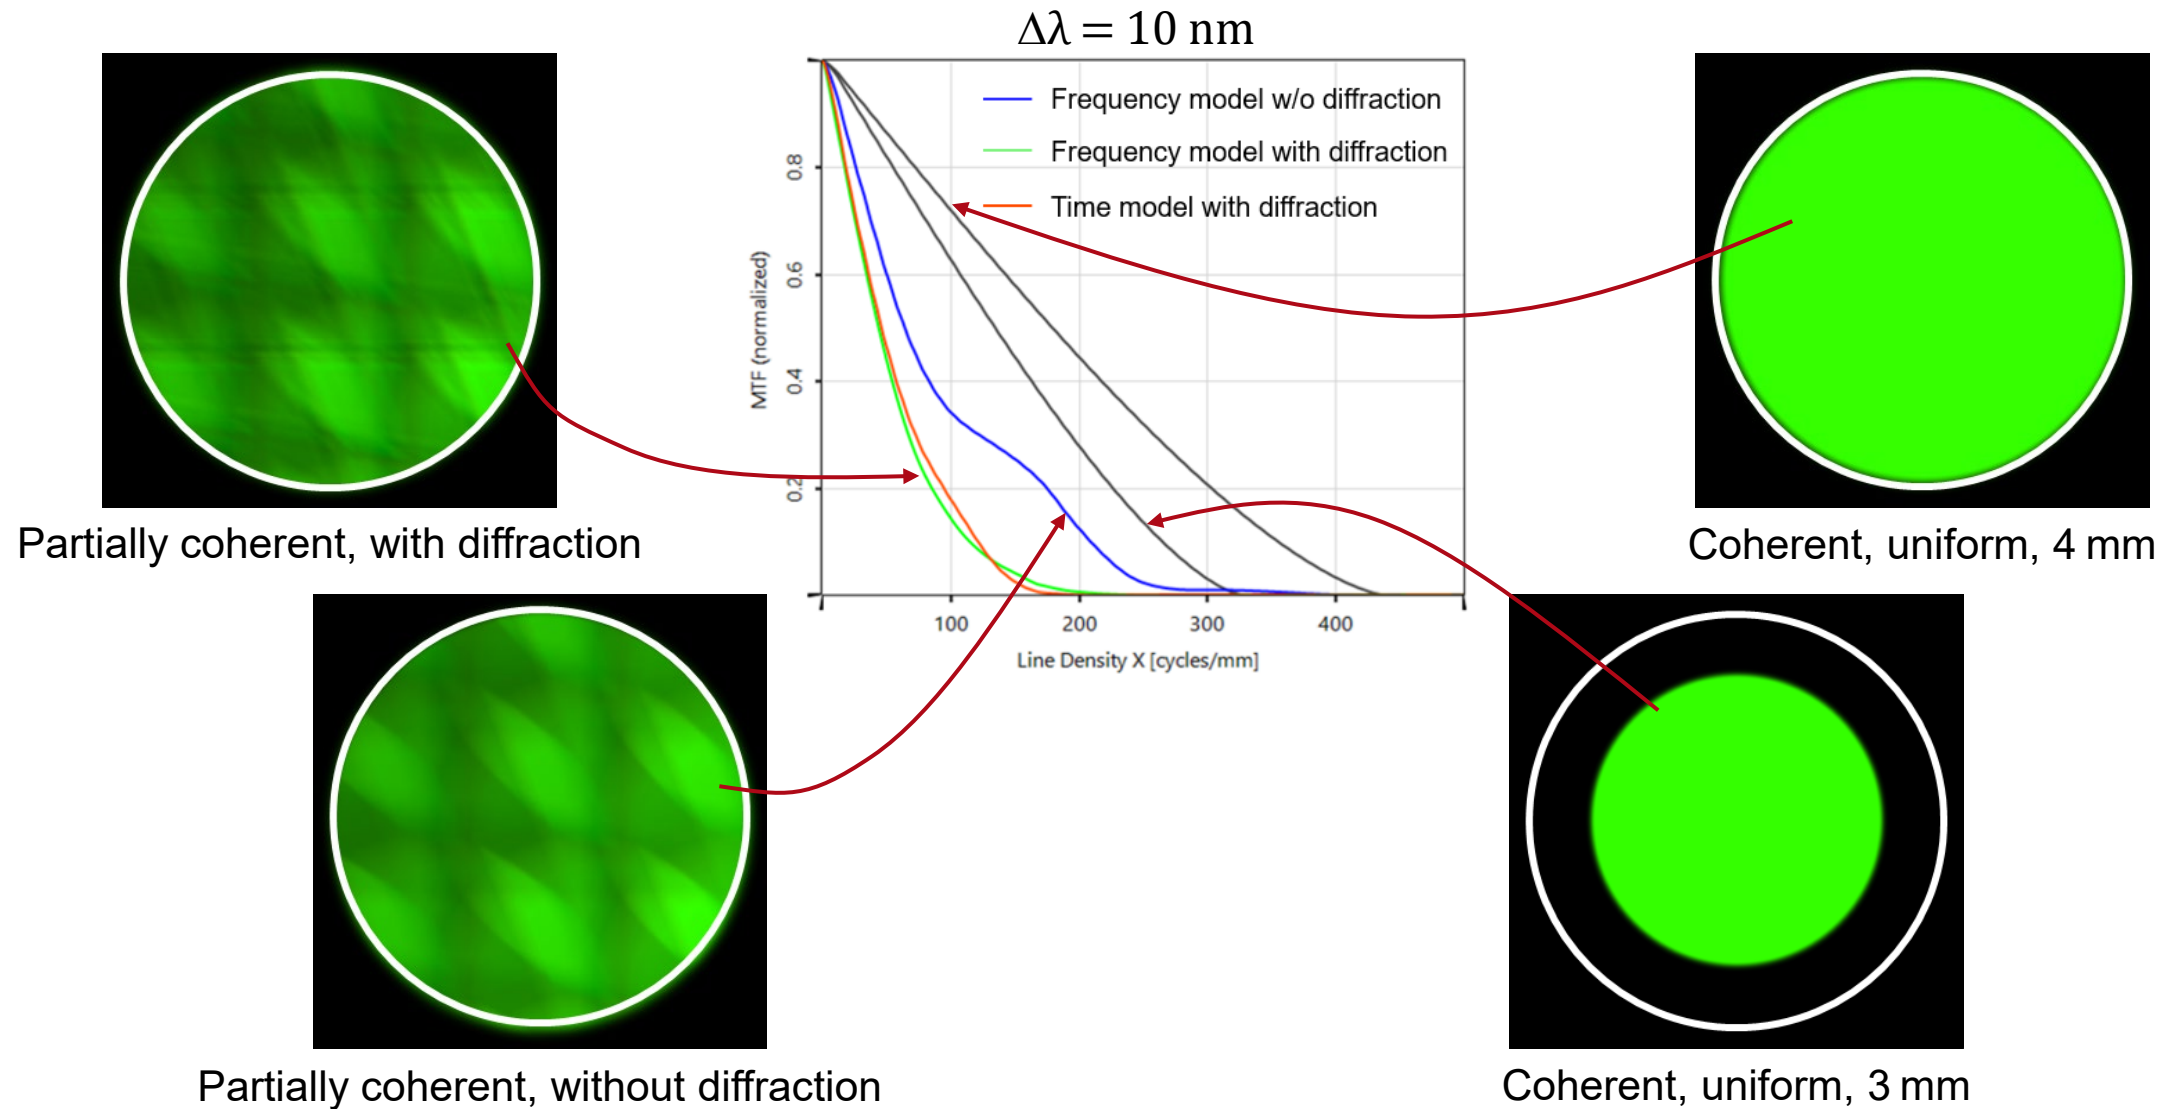 Δλ = 10 nm
Frequency model w/o diffraction
Frequency model with diffraction
Time model with diffraction
MTF (normalized)
0.8
0.6
0.4
0.2
100 200 300 400
Line Density X [cycles/mm]
Partially coherent, with diffraction
Coherent, uniform, 4 mm
Partially coherent, without diffraction
Coherent, uniform, 3 mm